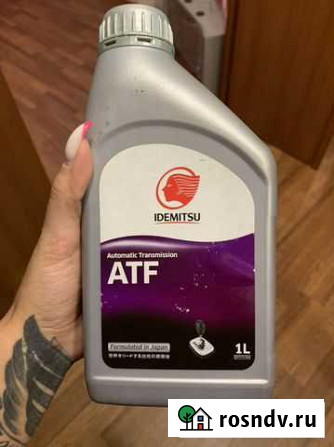 IDEMITSU
Automatic Transmission
ATF
Formulated in Japan
1L
rosndv.ru